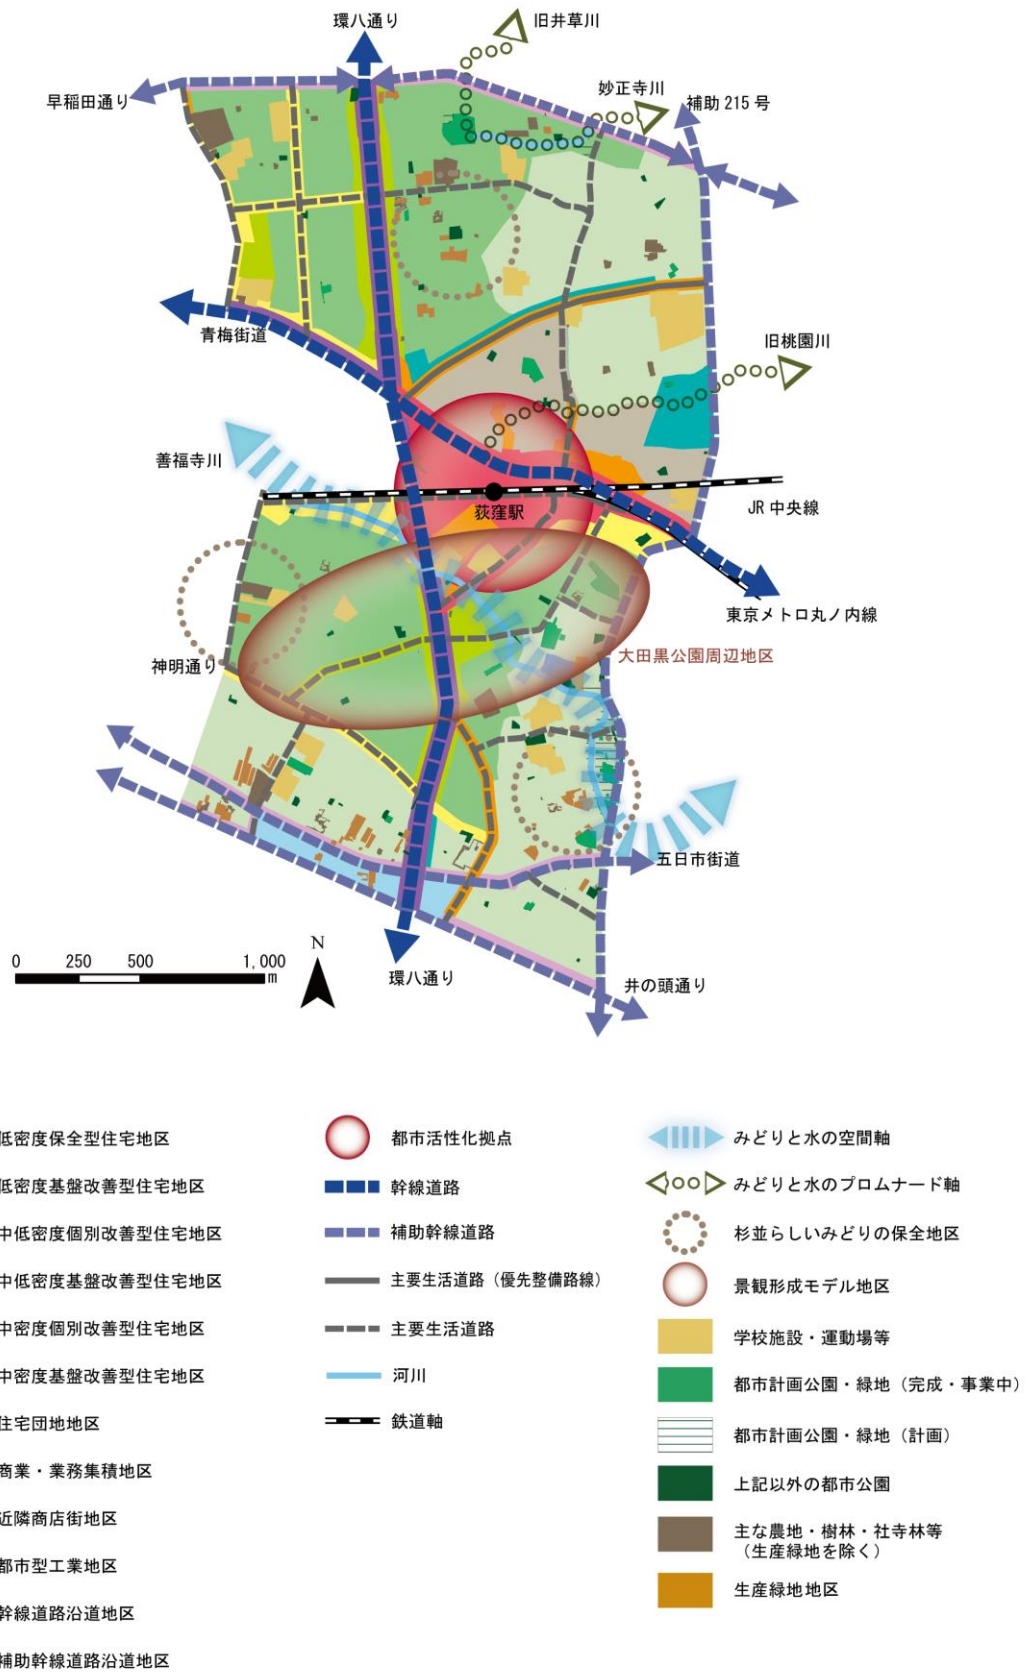 環八通り
旧井草川
早稲田通り
妙正寺川
補助215号
青梅街道
旧桃園川
善福寺川
荻窪駅
JR中央線
東京メトロ丸ノ内線
大田黒公園周辺地区
神明通り
五日市街道
環八通り
井の頭通り
0 250 500 1,000
m
N
低密度保全型住宅地区
低密度基盤改善型住宅地区
中低密度個別改善型住宅地区
中低密度基盤改善型住宅地区
中密度個別改善型住宅地区
中密度基盤改善型住宅地区
住宅団地地区
商業・業務集積地区
近隣商店街地区
都市型工業地区
幹線道路沿道地区
補助幹線道路沿道地区
都市活性化拠点
幹線道路
補助幹線道路
主要生活道路（優先整備路線）
主要生活道路
河川
鉄道軸
みどりと水の空間軸
みどりと水のプロムナード軸
杉並らしいみどりの保全地区
景観形成モデル地区
学校施設・運動場等
都市計画公園・緑地（完成・事業中）
都市計画公園・緑地（計画）
上記以外の都市公園
主な農地・樹林・社寺林等
（生産緑地を除く）
生産緑地地区